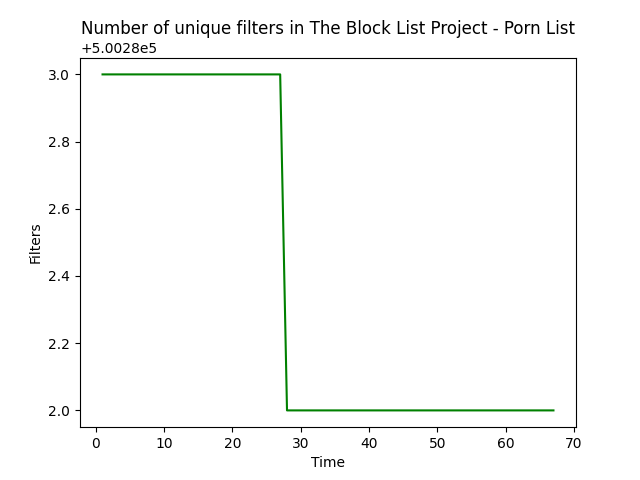 Number of unique filters in The Block List Project - Porn List
+5.0028e5
3.0
2.8
2.6
2.4
2.2
2.0
Filters
0 10 20 30 40 50 60 70
Time